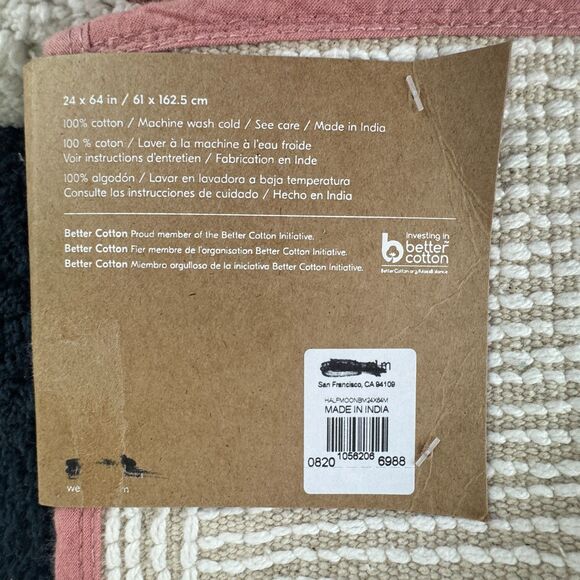 24 x 64 in / 61 x 162.5 cm
100% cotton / Machine wash cold / See care / Made in India
100 % coton / Laver à la machine à l'eau froide
Voir instructions d'entretien / Fabrication en Inde
100% algodón / Lavar en lavadora a baja temperatura
Consulte las instrucciones de cuidado / Hecho en India
Better Cotton Proud member of the Better Cotton Initiative.
Better Cotton Fier membre de l'organisation Better Cotton Initiative.
Better Cotton Miembro orgulloso de la iniciativa Better Cotton Initiative.
investing in
better
cotton
San Francisco, CA 94109
HALFMOONBM24X64M
MADE IN INDIA
1056206
0820 6988
we m